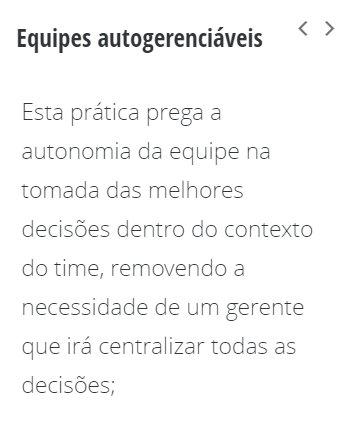 Equipes autogerenciáveis
Esta prática prega a
autonomia da equipe na
tomada das melhores
decisões dentro do contexto
do time, removendo a
necessidade de um gerente
que irá centralizar todas as
decisões;